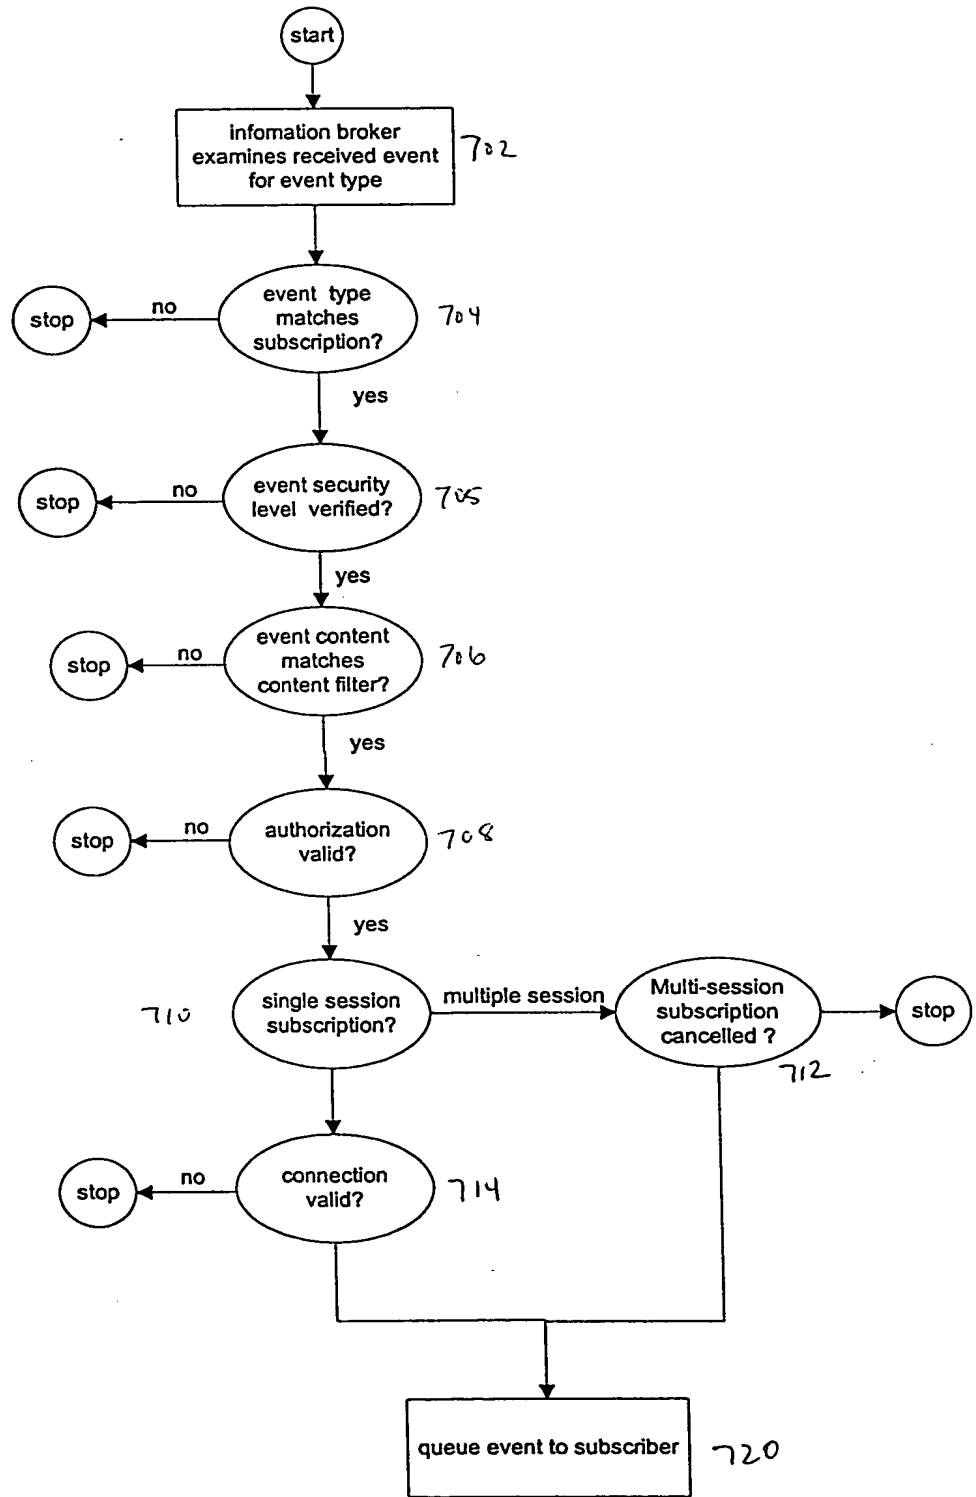 start
infomation broker
examines received event
for event type
702
event type
matches
subscription?
704
no
stop
yes
event security
level verified?
705
no
stop
yes
event content
matches
content filter?
706
no
stop
yes
authorization
valid?
708
no
stop
yes
single session
subscription?
710
multiple session
Multi-session
subscription
cancelled ?
712
stop
connection
valid?
714
no
stop
queue event to subscriber
720